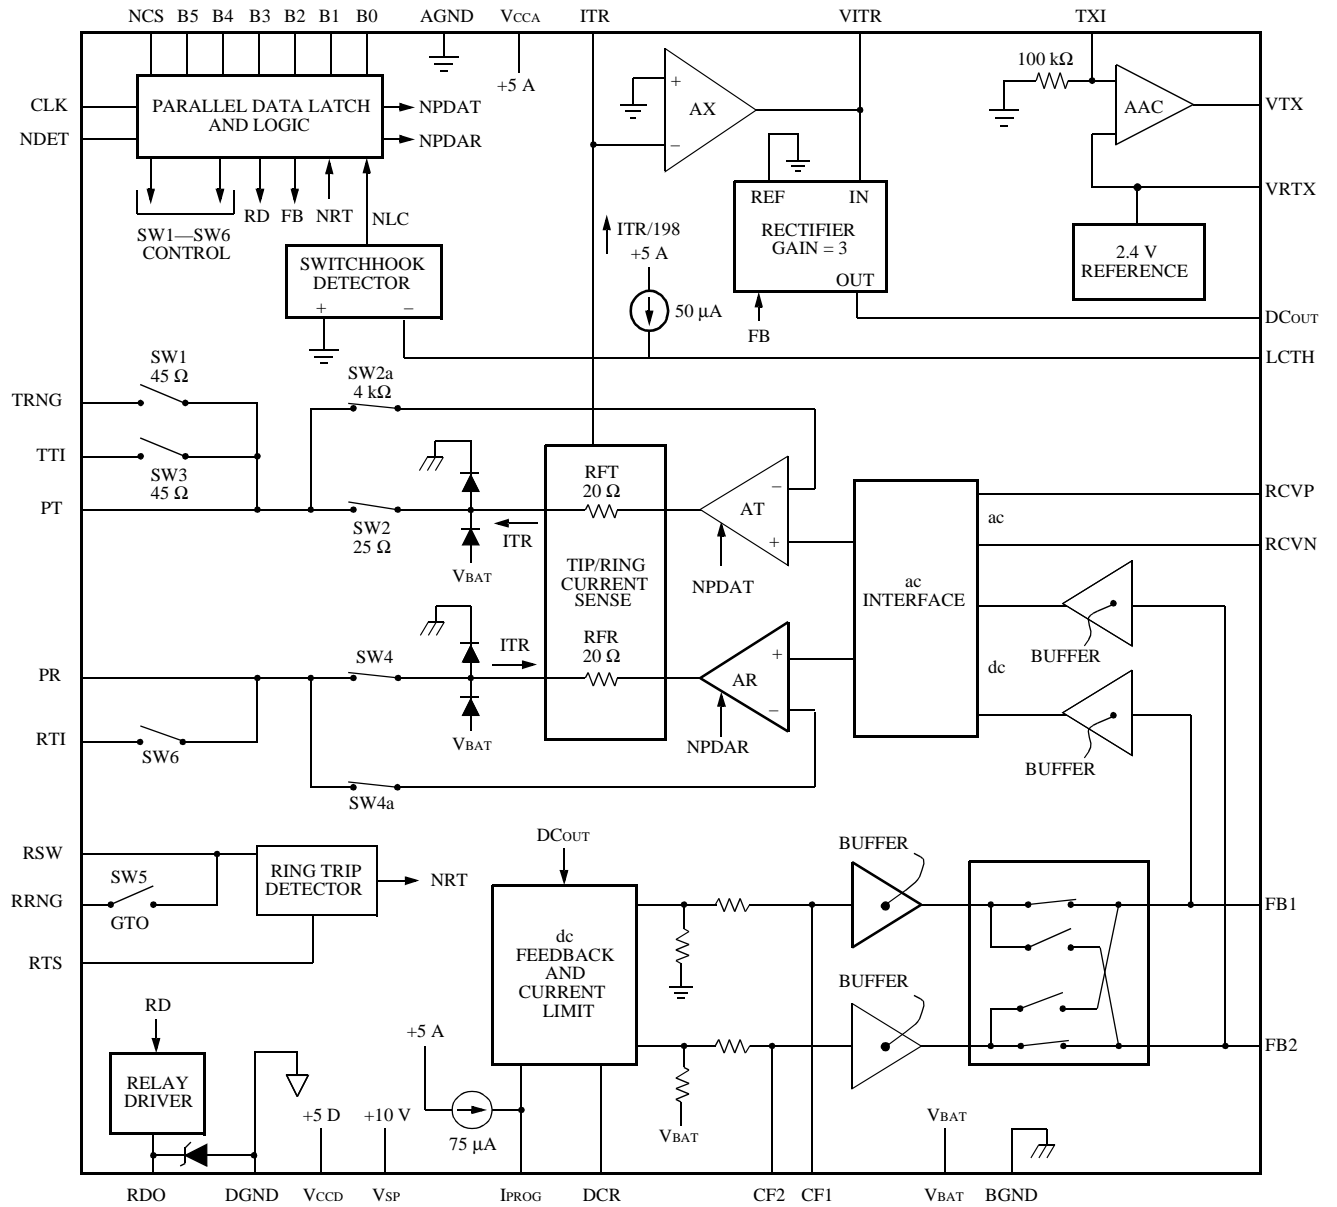 NCS B5 B4 B3 B2 B1 B0 AGND VCCA ITR VITR TXI
+5 A
100 kΩ
CLK
NDET
PARALLEL DATA LATCH
AND LOGIC
NPDAT
NPDAR
+
AX
–
AAC
VTX
VRTX
SW1—SW6
CONTROL
RD FB NRT NLC
REF IN
RECTIFIER
GAIN = 3
OUT
FB
2.4 V
REFERENCE
ITR/198
+5 A
50 µA
SWITCHHOOK
DETECTOR
+ –
DCOUT
LCTH
SW1
45 Ω
TRNG
TTI
SW3
45 Ω
PT
SW2a
4 kΩ
SW2
25 Ω
VBAT
ITR
RFT
20 Ω
TIP/RING
CURRENT
SENSE
RFR
20 Ω
–
AT
+
NPDAT
ac
ac
INTERFACE
dc
RCVP
RCVN
BUFFER
BUFFER
PR
SW4
ITR
VBAT
+
AR
–
NPDAR
RTI
SW6
SW4a
RSW
SW5
RRNG
GTO
RTS
RING TRIP
DETECTOR
NRT
DCOUT
dc
FEEDBACK
AND
CURRENT
LIMIT
BUFFER
BUFFER
FB1
FB2
RD
RELAY
DRIVER
+5 D
+10 V
+5 A
75 µA
VBAT
VBAT
RDO DGND VCCD VSP IPROG DCR CF2 CF1 VBAT BGND